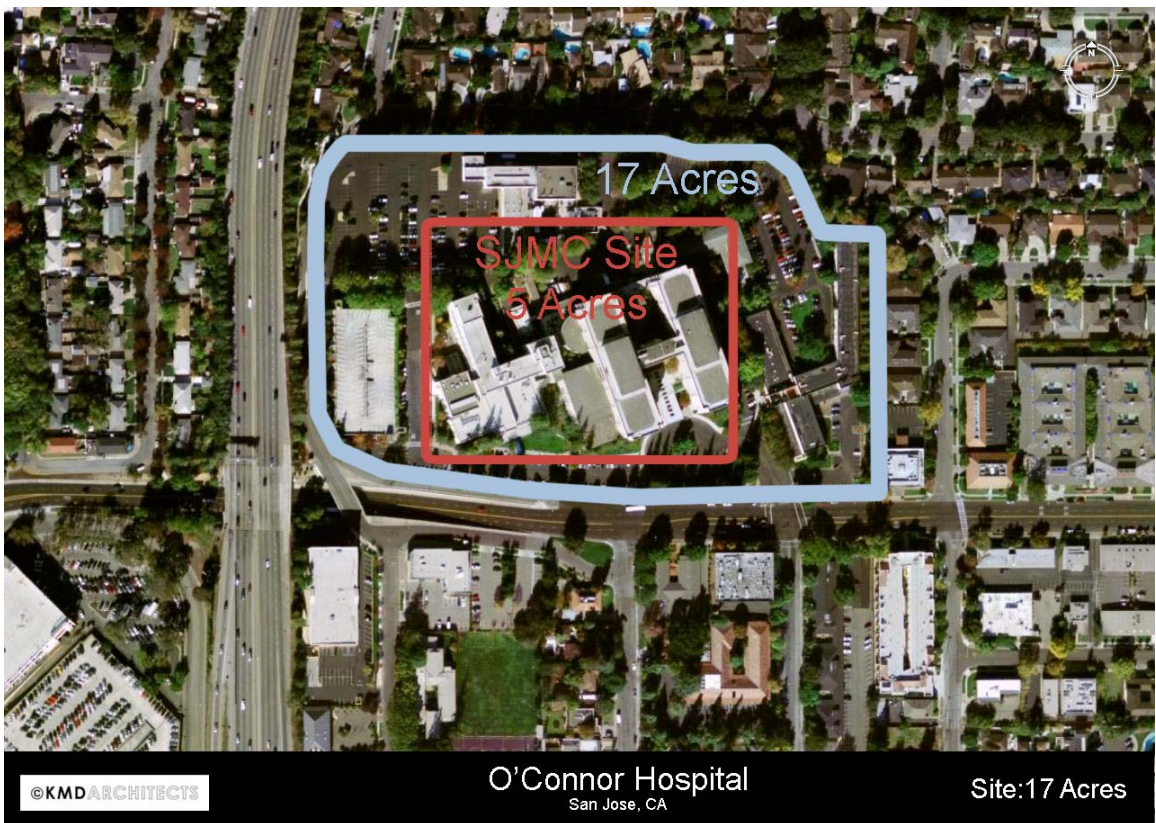 N
17 Acres
SJMC Site
5 Acres
©KMDARCHITECTS
O'Connor Hospital
San Jose, CA
Site:17 Acres